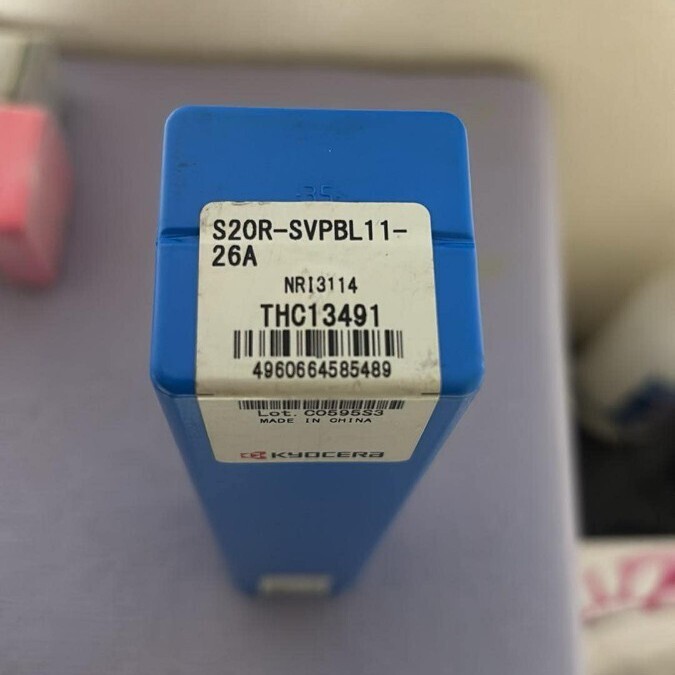 S20R-SVPBL11-
26A
NRI3114
THC13491
4960664585489
Lot. C0595S3
MADE IN CHINA
KYOCERA